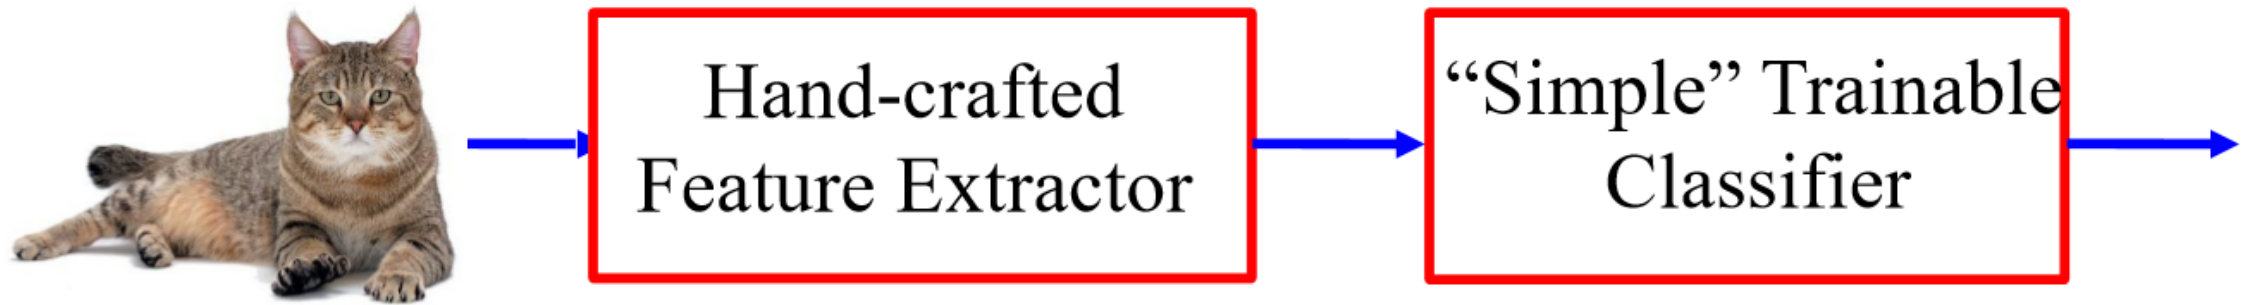 Hand-crafted
Feature Extractor
“Simple” Trainable
Classifier